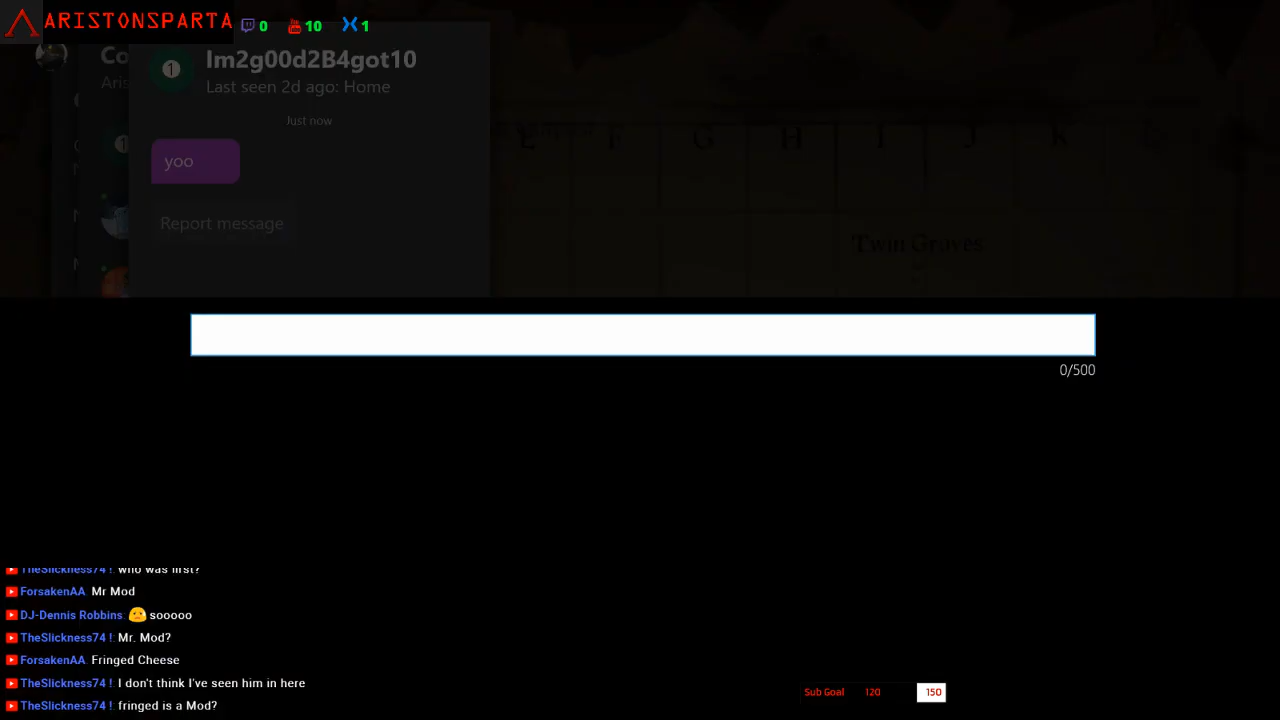 ARISTONSPARTA 0 10 1
Co
Aris
Im2g00d2B4got10
Last seen 2d ago: Home
Just now
yoo
Report message
F G H I J K
Twin Graves
0/500
TheSlickness74 !: who was first?
ForsakenAA: Mr Mod
DJ-Dennis Robbins: sooooo
TheSlickness74 !: Mr. Mod?
ForsakenAA: Fringed Cheese
TheSlickness74 !: I don't think I've seen him in here
TheSlickness74 !: fringed is a Mod?
Sub Goal 120 150